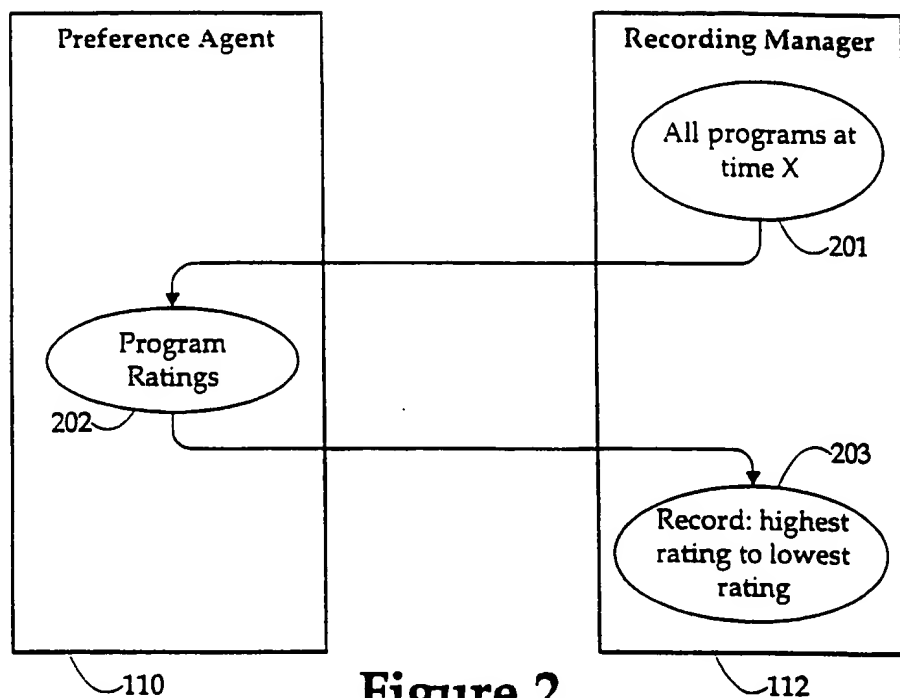 Preference Agent
Recording Manager
All programs at
time X
201
Program
Ratings
202
203
Record: highest
rating to lowest
rating
110
112
Figure 2